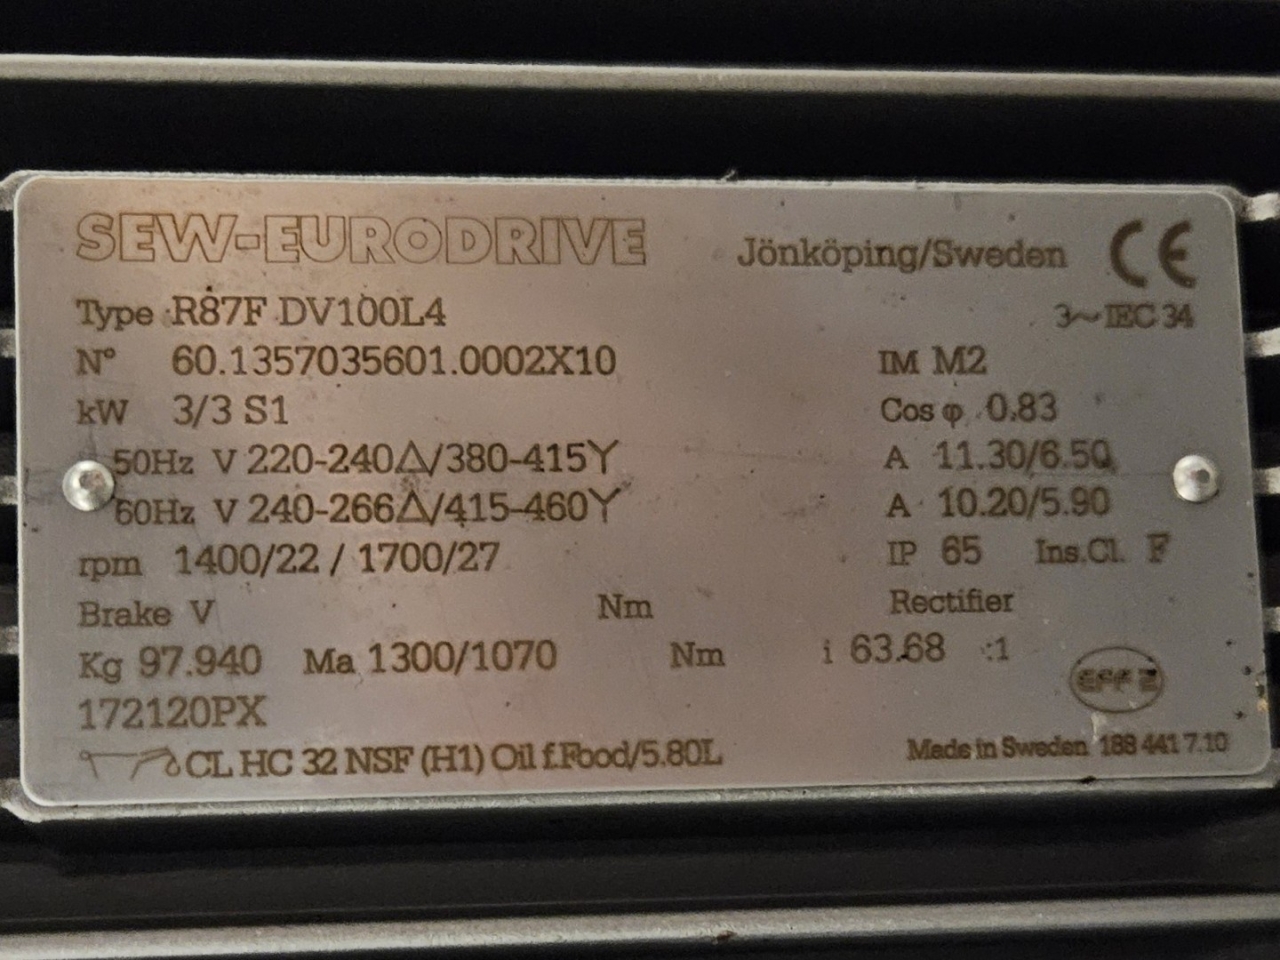 SEW-EURODRIVE Jönköping/Sweden CE
Type R87F DV100L4 3~IEC 34
N° 60.1357035601.0002X10 IM M2
kW 3/3 S1 Cos φ 0.83
50Hz V 220-240△/380-415Y A 11.30/6.50
60Hz V 240-266△/415-460Y A 10.20/5.90
rpm 1400/22 / 1700/27 IP 65 Ins.Cl. F
Brake V Nm Rectifier
Kg 97.940 Ma 1300/1070 Nm i 63.68 :1
172120PX EFF 2
CL HC 32 NSF (H1) Oil f.Food/5.80L Made in Sweden 188 441 7.10